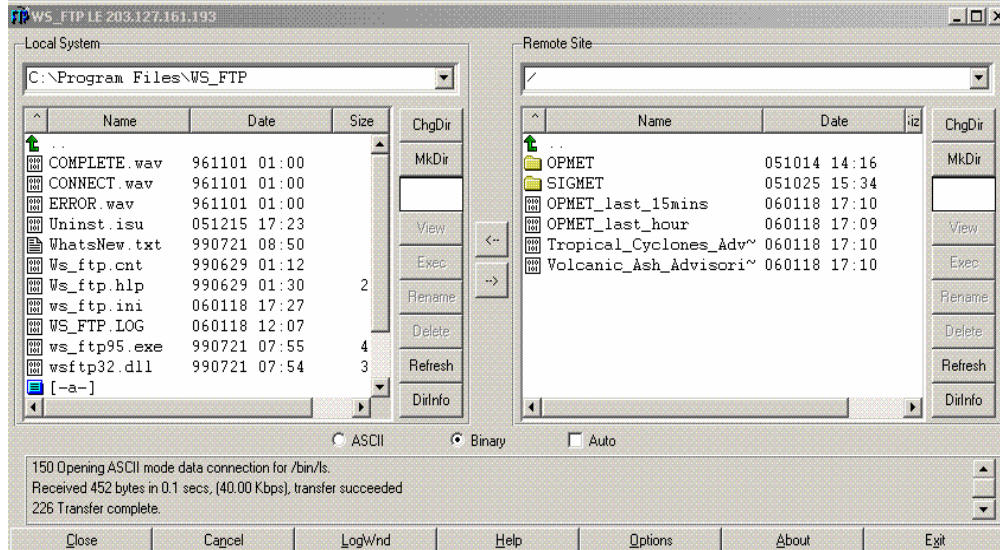 WS_FTP LE 203.127.161.193
Local System
C:\Program Files\WS_FTP
^ Name Date Size
..
COMPLETE.wav 961101 01:00
CONNECT.wav 961101 01:00
ERROR.wav 961101 01:00
Uninst.isu 051215 17:23
WhatsNew.txt 990721 08:50
Ws_ftp.cnt 990629 01:12
Ws_ftp.hlp 990629 01:30 2
ws_ftp.ini 060118 17:27
WS_FTP.LOG 060118 12:07
ws_ftp95.exe 990721 07:55 4
wsftp32.dll 990721 07:54 3
[-a-]
ChgDir
MkDir
View
Exec
Rename
Delete
Refresh
DirInfo
<--
-->
Remote Site
/
^ Name Date iz
..
OPMET 051014 14:16
SIGMET 051025 15:34
OPMET_last_15mins 060118 17:10
OPMET_last_hour 060118 17:09
Tropical_Cyclones_Adv~ 060118 17:10
Volcanic_Ash_Advisori~ 060118 17:10
ChgDir
MkDir
View
Exec
Rename
Delete
Refresh
DirInfo
ASCII Binary Auto
150 Opening ASCII mode data connection for /bin/ls.
Received 452 bytes in 0.1 secs, (40.00 Kbps), transfer succeeded
226 Transfer complete.
Close Cancel LogWnd Help Options About Exit